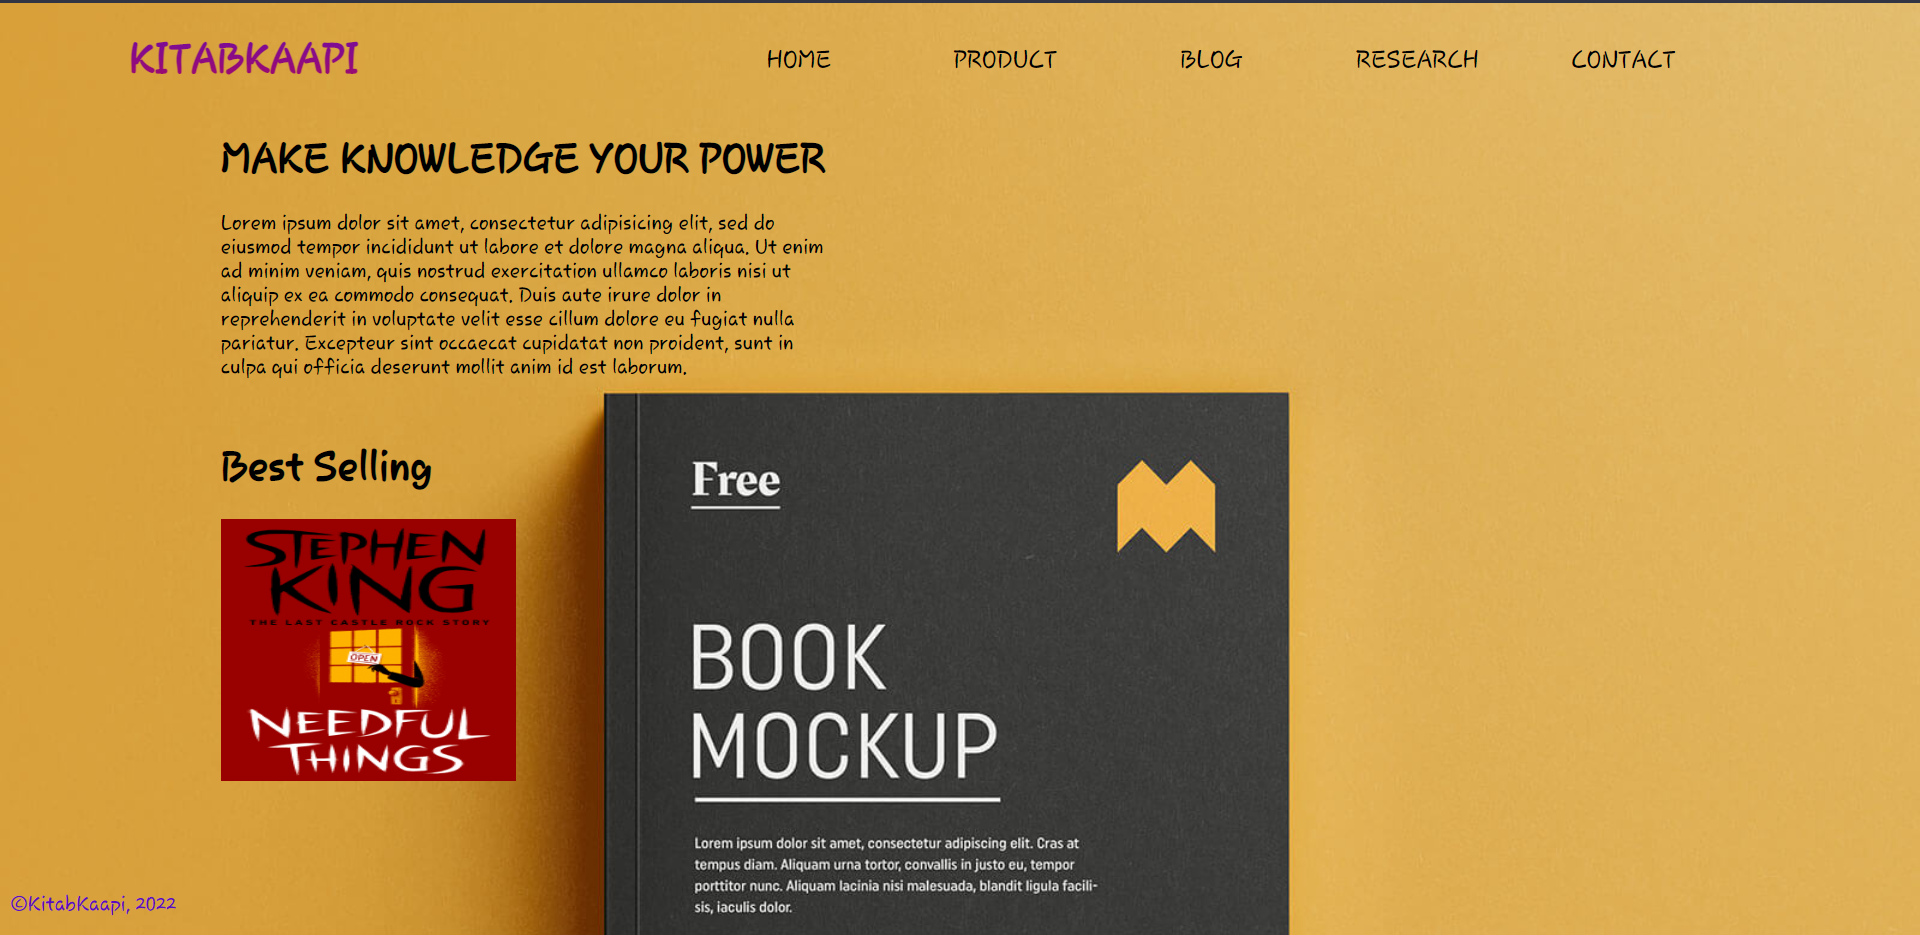 KITABKAAPI
HOME PRODUCT BLOG RESEARCH CONTACT
MAKE KNOWLEDGE YOUR POWER
Lorem ipsum dolor sit amet, consectetur adipisicing elit, sed do
eiusmod tempor incididunt ut labore et dolore magna aliqua. Ut enim
ad minim veniam, quis nostrud exercitation ullamco laboris nisi ut
aliquip ex ea commodo consequat. Duis aute irure dolor in
reprehenderit in voluptate velit esse cillum dolore eu fugiat nulla
pariatur. Excepteur sint occaecat cupidatat non proident, sunt in
culpa qui officia deserunt mollit anim id est laborum.
Best Selling
STEPHEN
KING
THE LAST CASTLE ROCK STORY
OPEN
NEEDFUL
THINGS
Free
BOOK
MOCKUP
Lorem ipsum dolor sit amet, consectetur adipiscing elit. Cras at
tempus diam. Aliquam urna tortor, convallis in justo eu, tempor
porttitor nunc. Aliquam lacinia nisi malesuada, blandit ligula facili-
sis, iaculis dolor.
©KitabKaapi, 2022